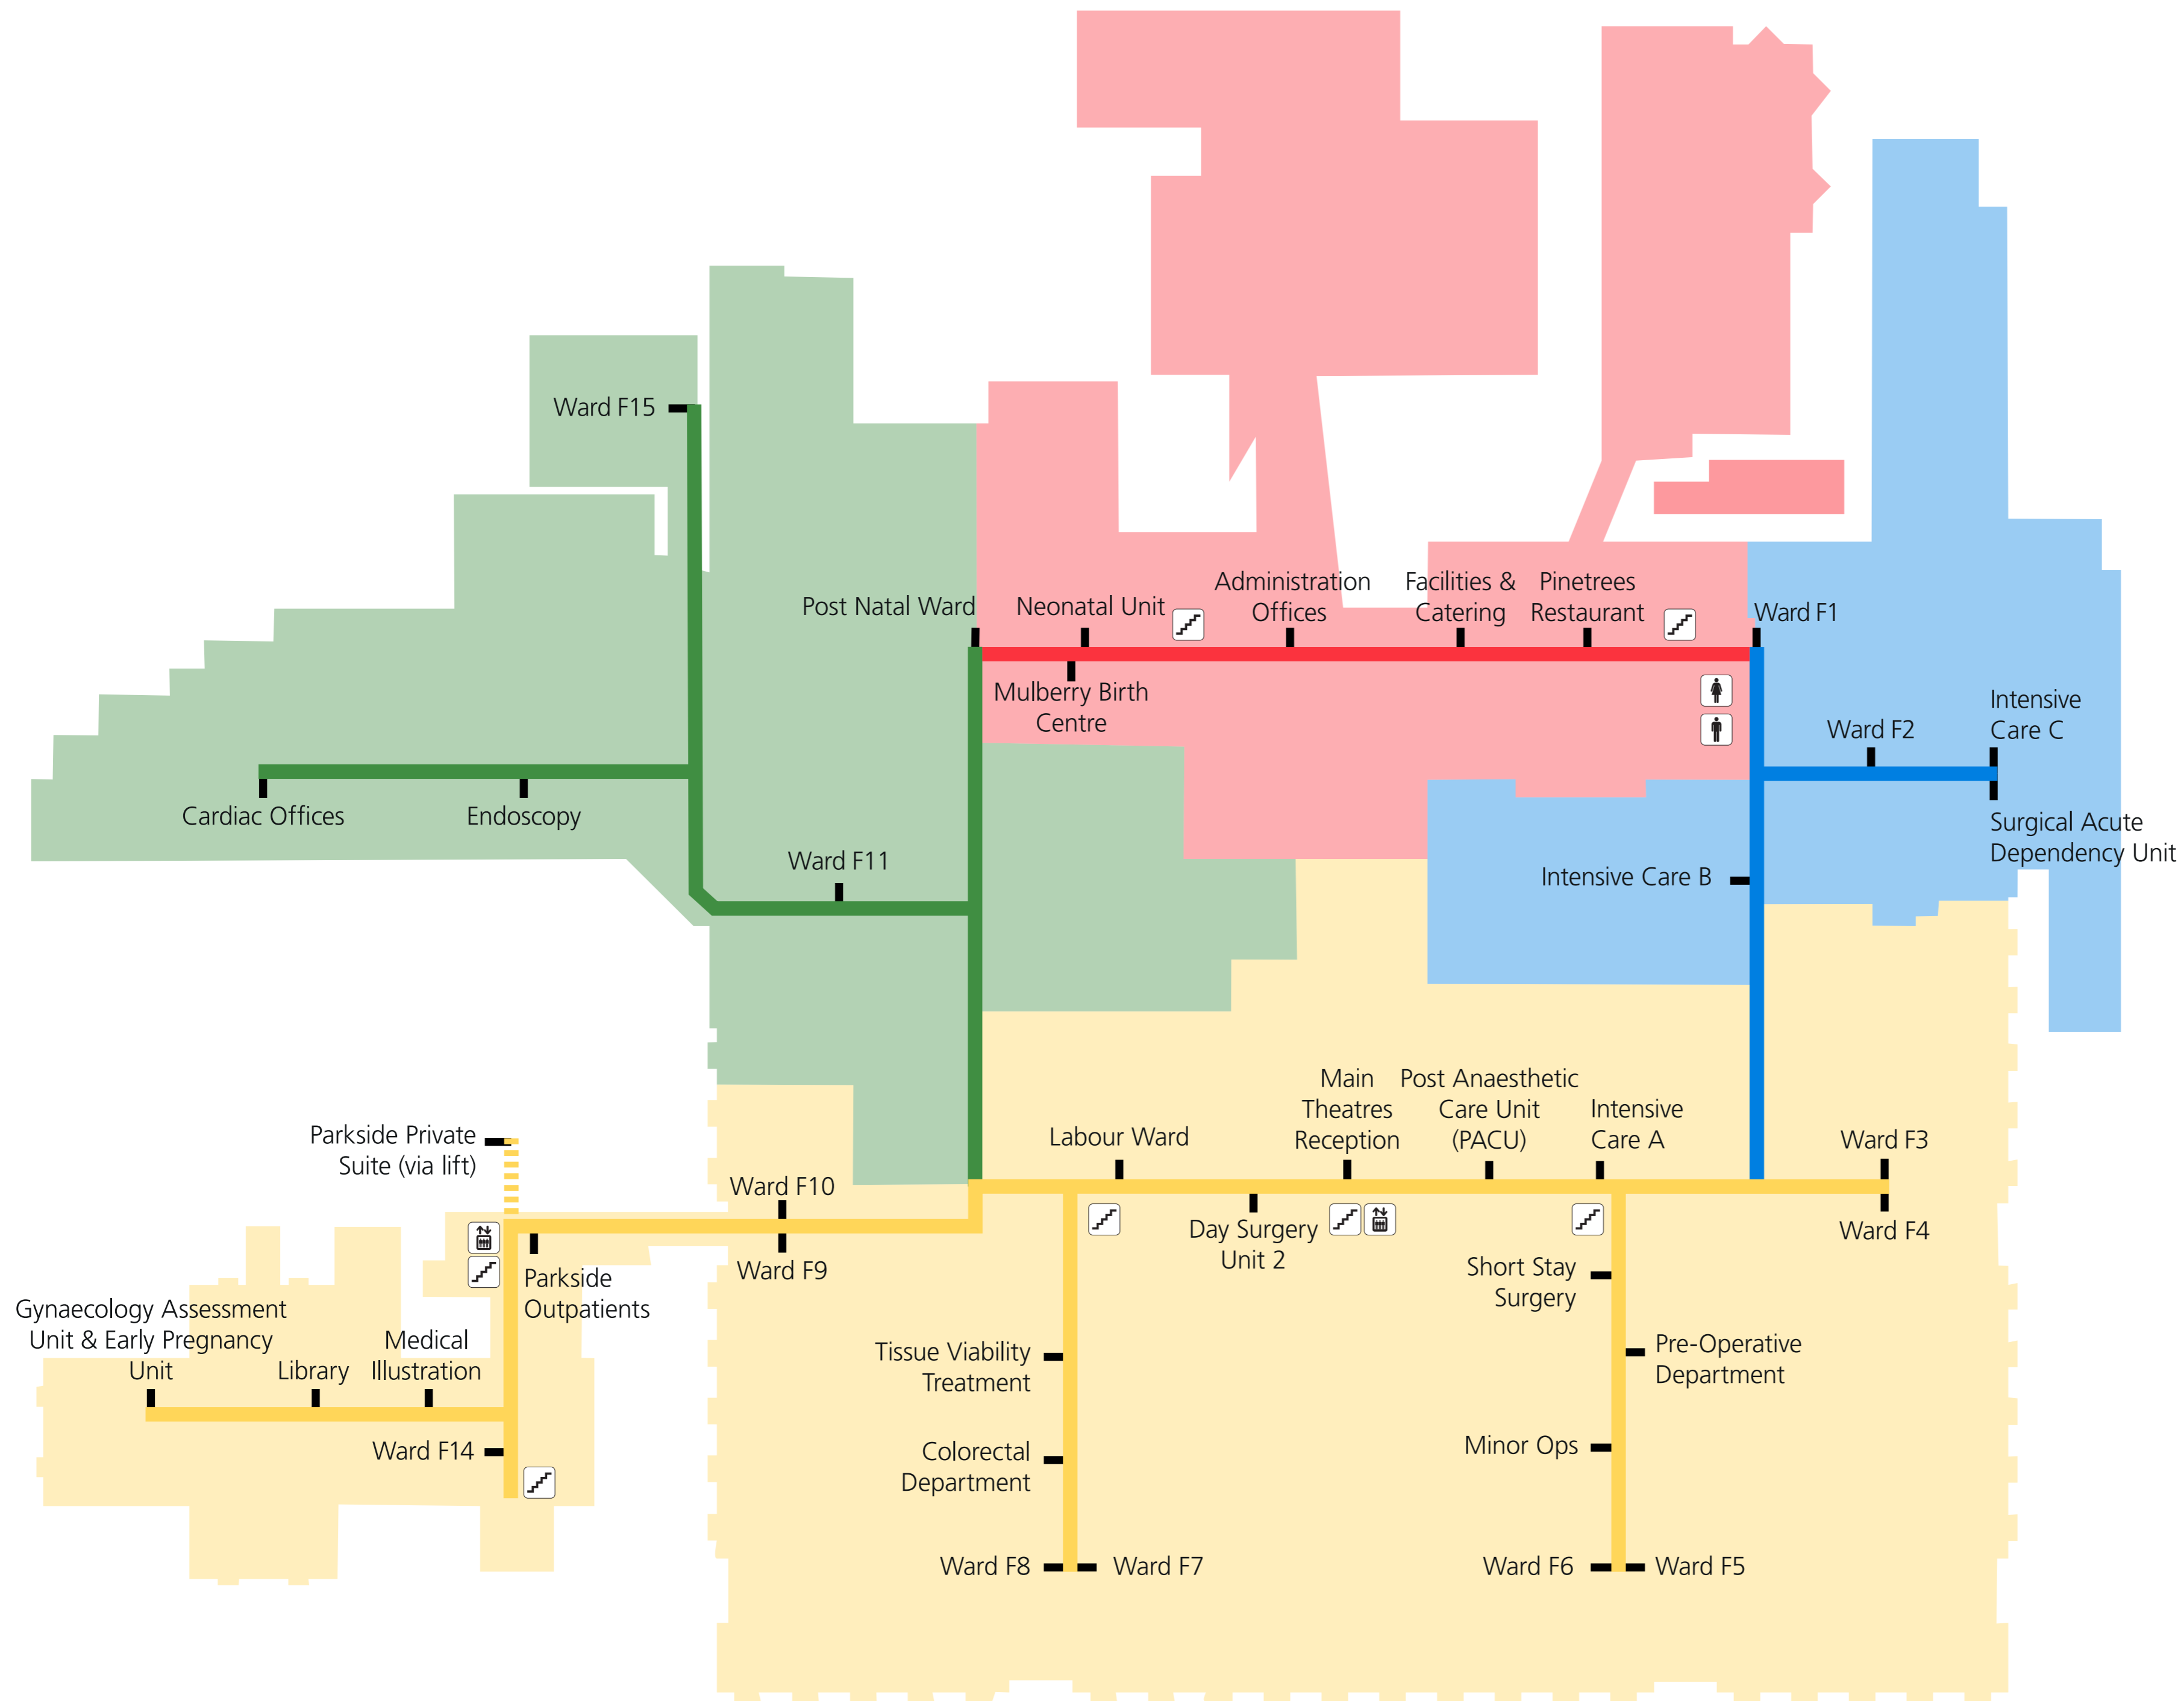 Ward F15
Post Natal Ward
Neonatal Unit
Administration
Offices
Facilities &
Catering
Pinetrees
Restaurant
Ward F1
Mulberry Birth
Centre
Intensive
Care C
Ward F2
Cardiac Offices
Endoscopy
Surgical Acute
Dependency Unit
Ward F11
Intensive Care B
Parkside Private
Suite (via lift)
Labour Ward
Main
Theatres
Reception
Post Anaesthetic
Care Unit
(PACU)
Intensive
Care A
Ward F3
Ward F10
Ward F9
Day Surgery
Unit 2
Ward F4
Parkside
Outpatients
Short Stay
Surgery
Gynaecology Assessment
Unit & Early Pregnancy
Unit
Library
Medical
Illustration
Tissue Viability
Treatment
Pre-Operative
Department
Ward F14
Colorectal
Department
Minor Ops
Ward F8
Ward F7
Ward F6
Ward F5